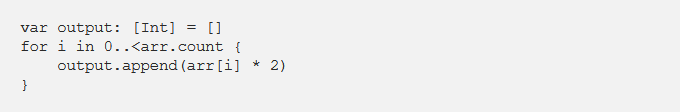 var output: [Int] = []
for i in 0..<arr.count {
    output.append(arr[i] * 2)
}